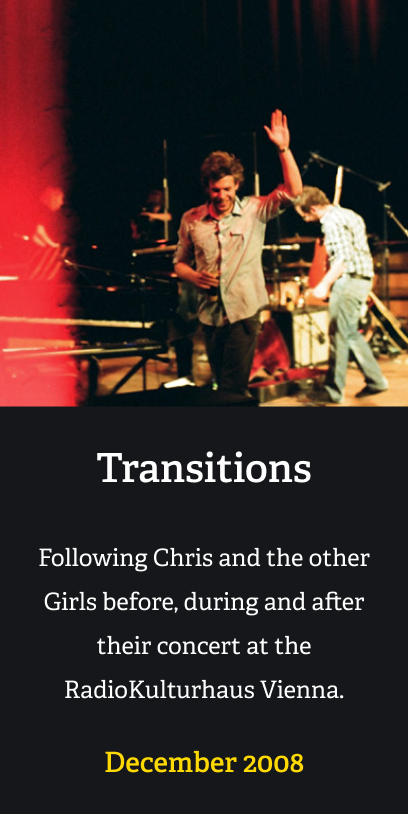 Transitions
Following Chris and the other
Girls before, during and after
their concert at the
RadioKulturhaus Vienna.
December 2008